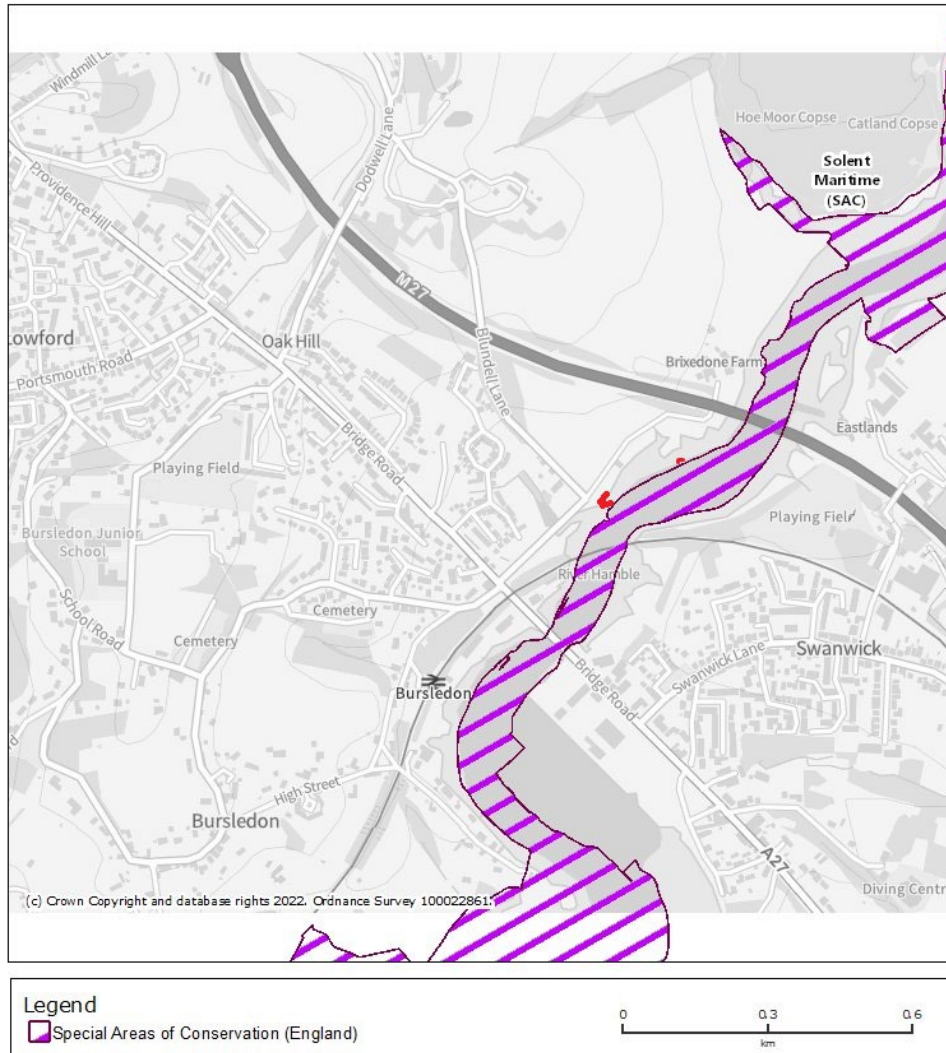 Hoe Moor Copse
Catland Copse
Windmill La
Dodwell Lane
Providence Hill
Solent
Maritime
(SAC)
M27
Lowford
Oak Hill
Blundell Lane
Brixedone Farm
Portsmouth Road
Bridge Road
Eastlands
Playing Field
Playing Field
Bursledon Junior
School
River Hamble
School Road
Cemetery
Cemetery
Swanwick Lane
Swanwick
Bursledon
Bridge Road
High Street
Bursledon
A27
Diving Centr
(c) Crown Copyright and database rights 2022. Ordnance Survey 100022861.
Legend
Special Areas of Conservation (England)
0 0.3 0.6
km